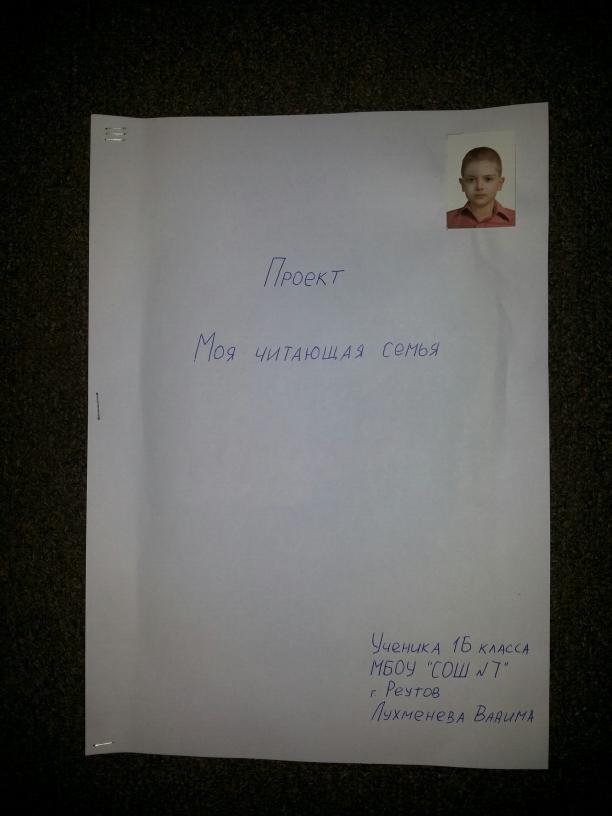 Проект
Моя читающая семья
Ученика 1Б класса
МБОУ "СОШ №7"
г. Реутов
Лухменева Вадима